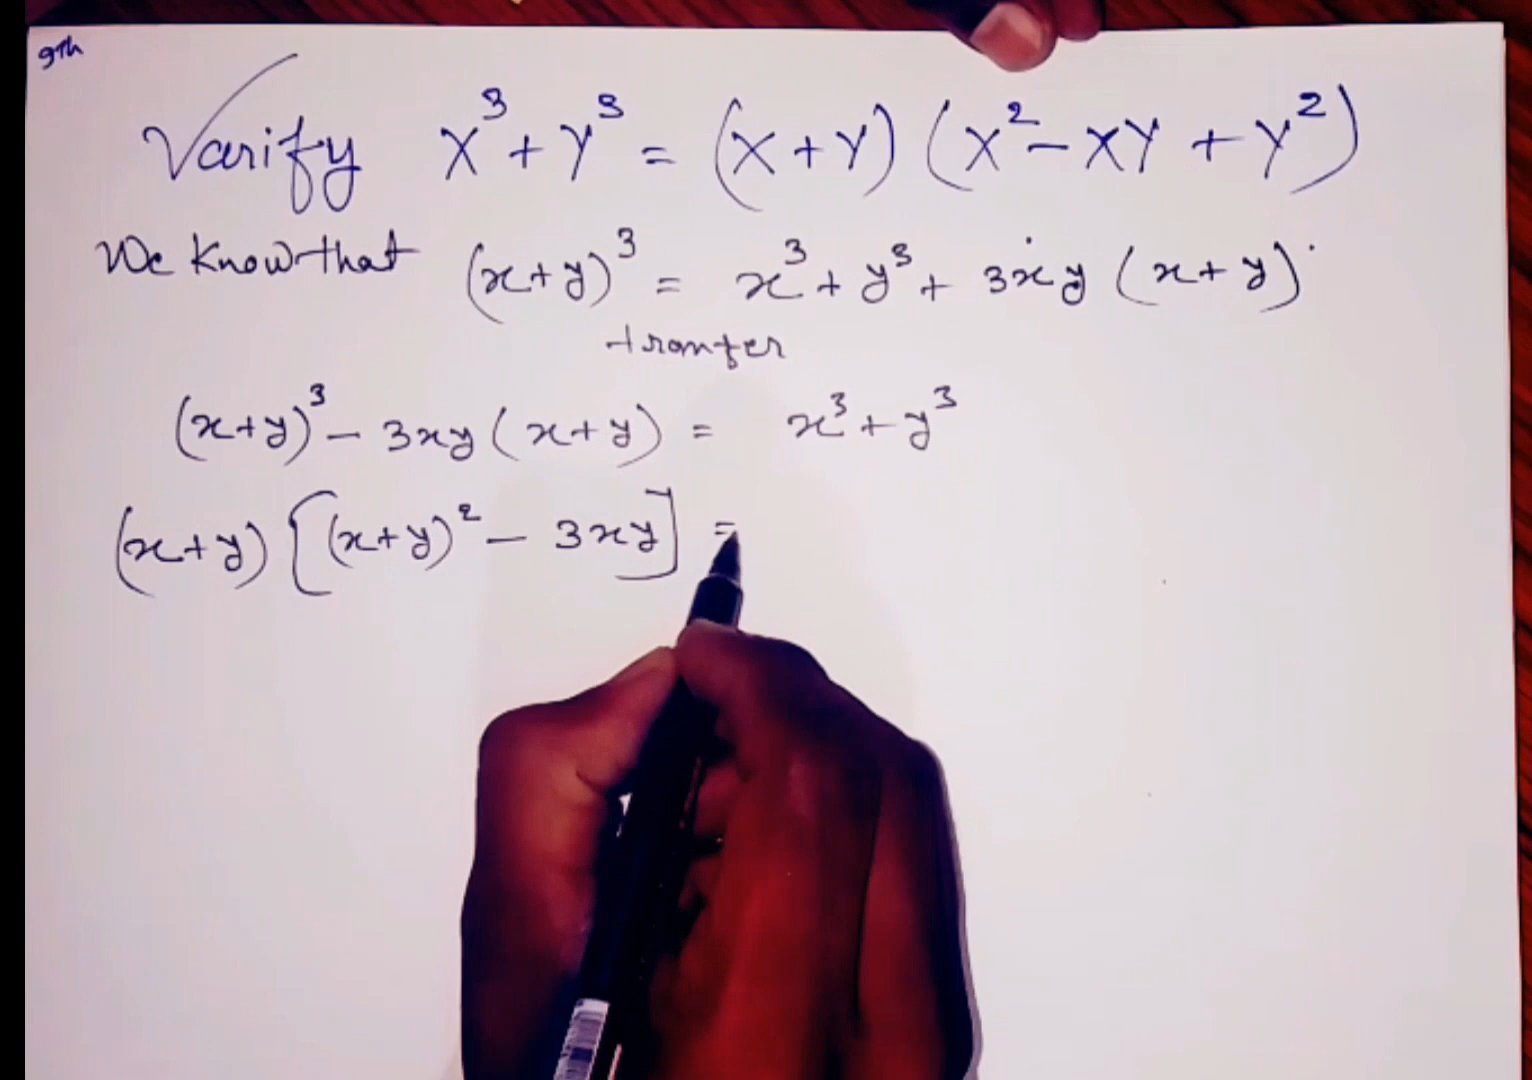 9Th
Varify X³ + Y³ = (X + Y) (X² - XY + Y²)
We Know that (x+y)³ = x³ + y³ + 3xy (x+y)
tranfer
(x+y)³ - 3xy (x+y) = x³ + y³
(x+y) [(x+y)² - 3xy] =